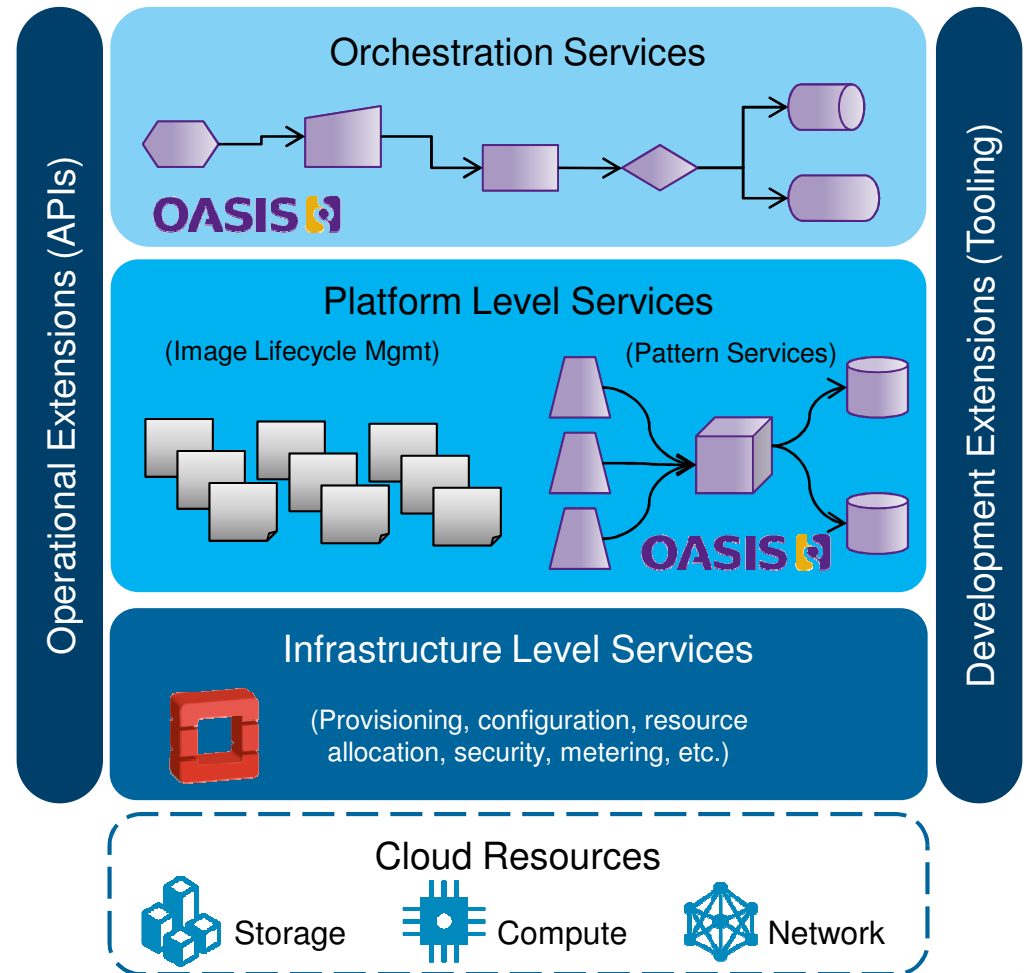 Orchestration Services
OASIS
Operational Extensions (APIs)
Development Extensions (Tooling)
Platform Level Services
(Image Lifecycle Mgmt)
(Pattern Services)
OASIS
Infrastructure Level Services
(Provisioning, configuration, resource
allocation, security, metering, etc.)
Cloud Resources
Storage
Compute
Network